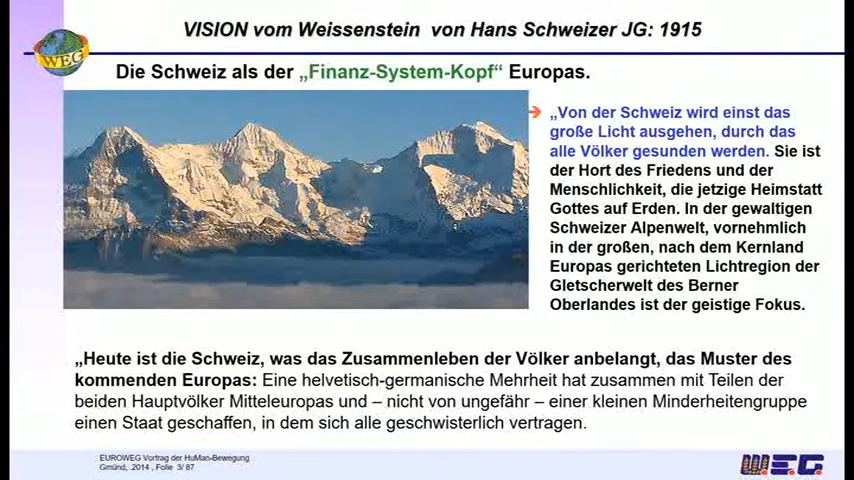 VISION vom Weissenstein von Hans Schweizer JG: 1915
WEG
Die Schweiz als der „Finanz-System-Kopf“ Europas.
„Von der Schweiz wird einst das
große Licht ausgehen, durch das
alle Völker gesunden werden. Sie ist
der Hort des Friedens und der
Menschlichkeit, die jetzige Heimstatt
Gottes auf Erden. In der gewaltigen
Schweizer Alpenwelt, vornehmlich
in der großen, nach dem Kernland
Europas gerichteten Lichtregion der
Gletscherwelt des Berner
Oberlandes ist der geistige Fokus.
„Heute ist die Schweiz, was das Zusammenleben der Völker anbelangt, das Muster des
kommenden Europas: Eine helvetisch-germanische Mehrheit hat zusammen mit Teilen der
beiden Hauptvölker Mitteleuropas und – nicht von ungefähr – einer kleinen Minderheitengruppe
einen Staat geschaffen, in dem sich alle geschwisterlich vertragen.
EUROWEG Vortrag der HuMan-Bewegung
Gmünd, .2014 , Folie 3/ 87
W.E.G.